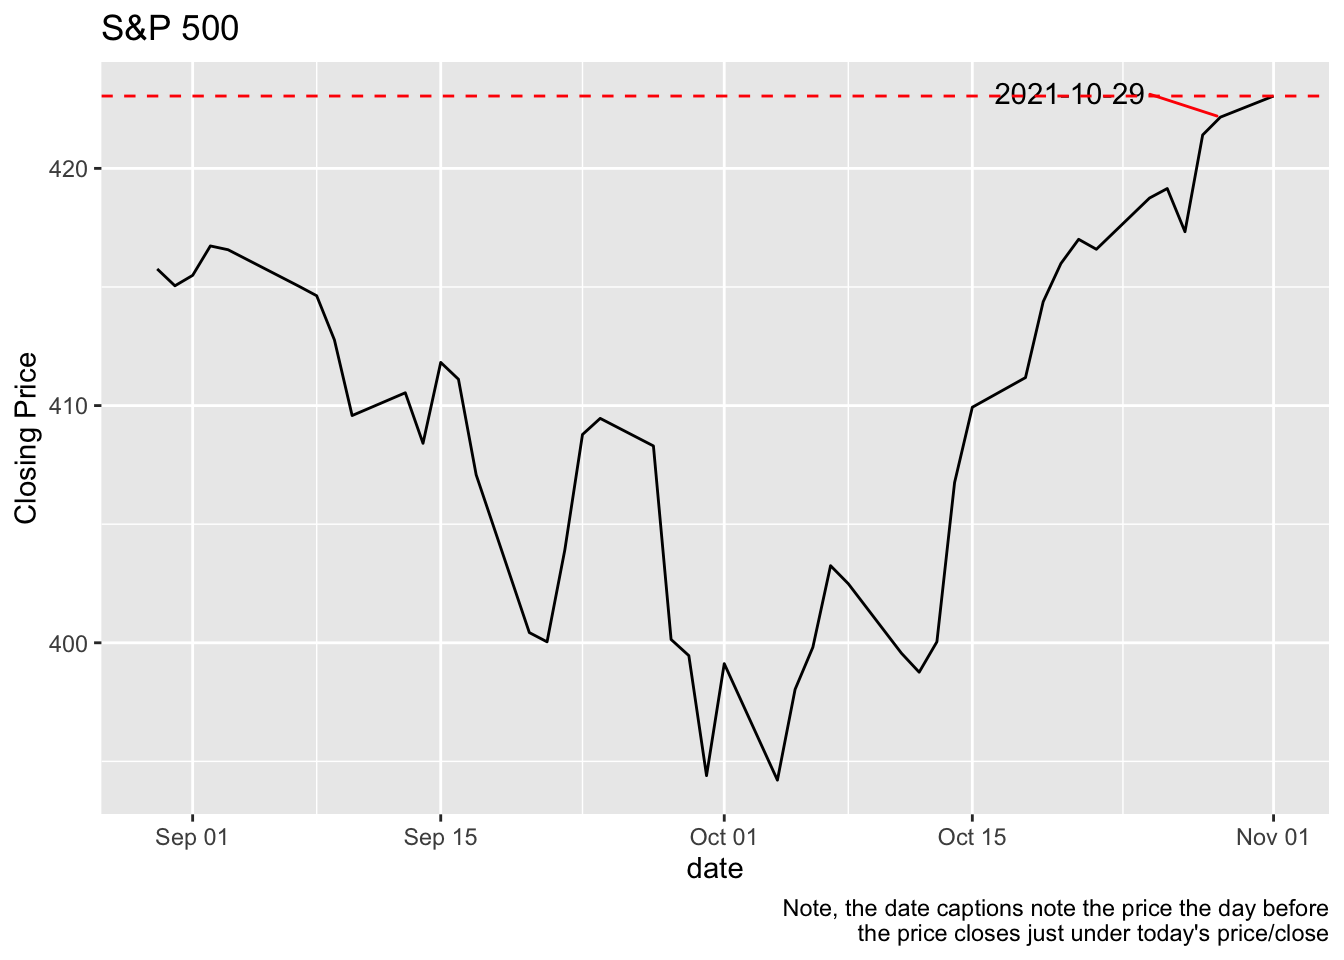 S&P 500
2021-10-29
420
410
400
Closing Price
Sep 01
Sep 15
Oct 01
Oct 15
Nov 01
date
Note, the date captions note the price the day before
the price closes just under today's price/close